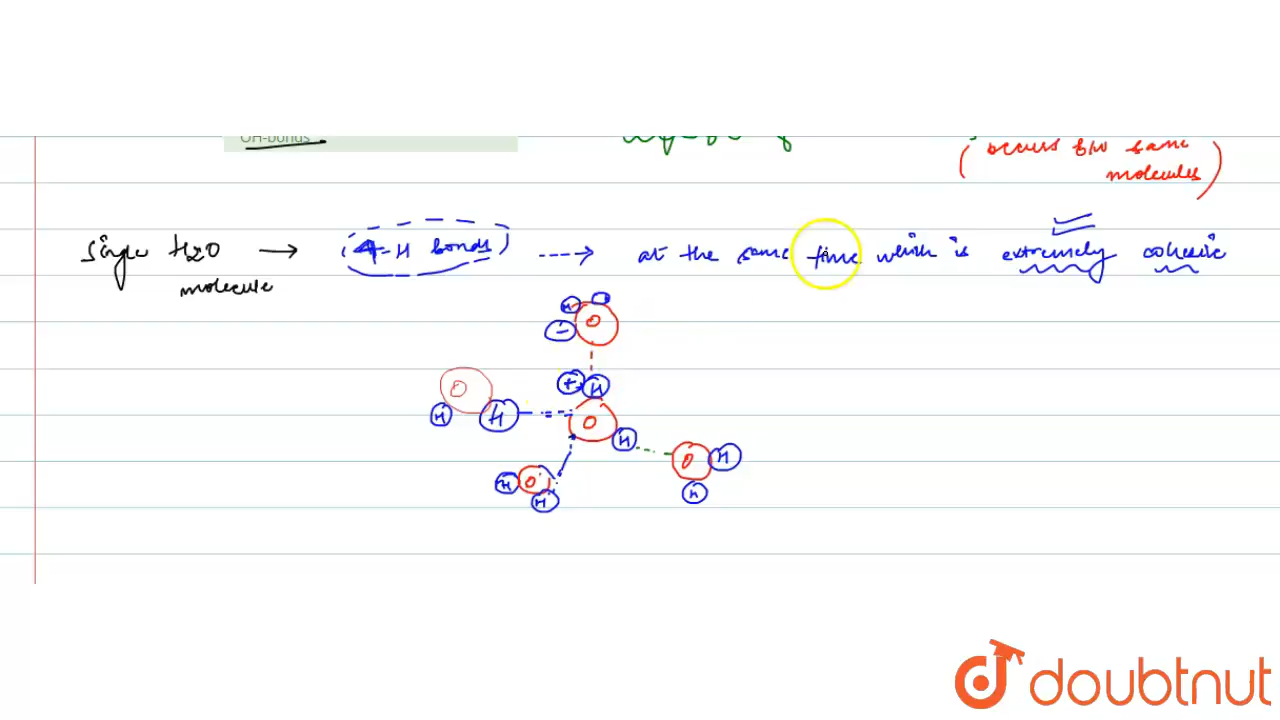 OH-bonds
(occurs b/w same
molecules)
Single H2O → (4-H bonds) ---→ at the same time which is extremely cohesive
molecule
H
O
−
+
H
O
H
H
O
H
O
H
O
H
H
O
H
H
doubtnut